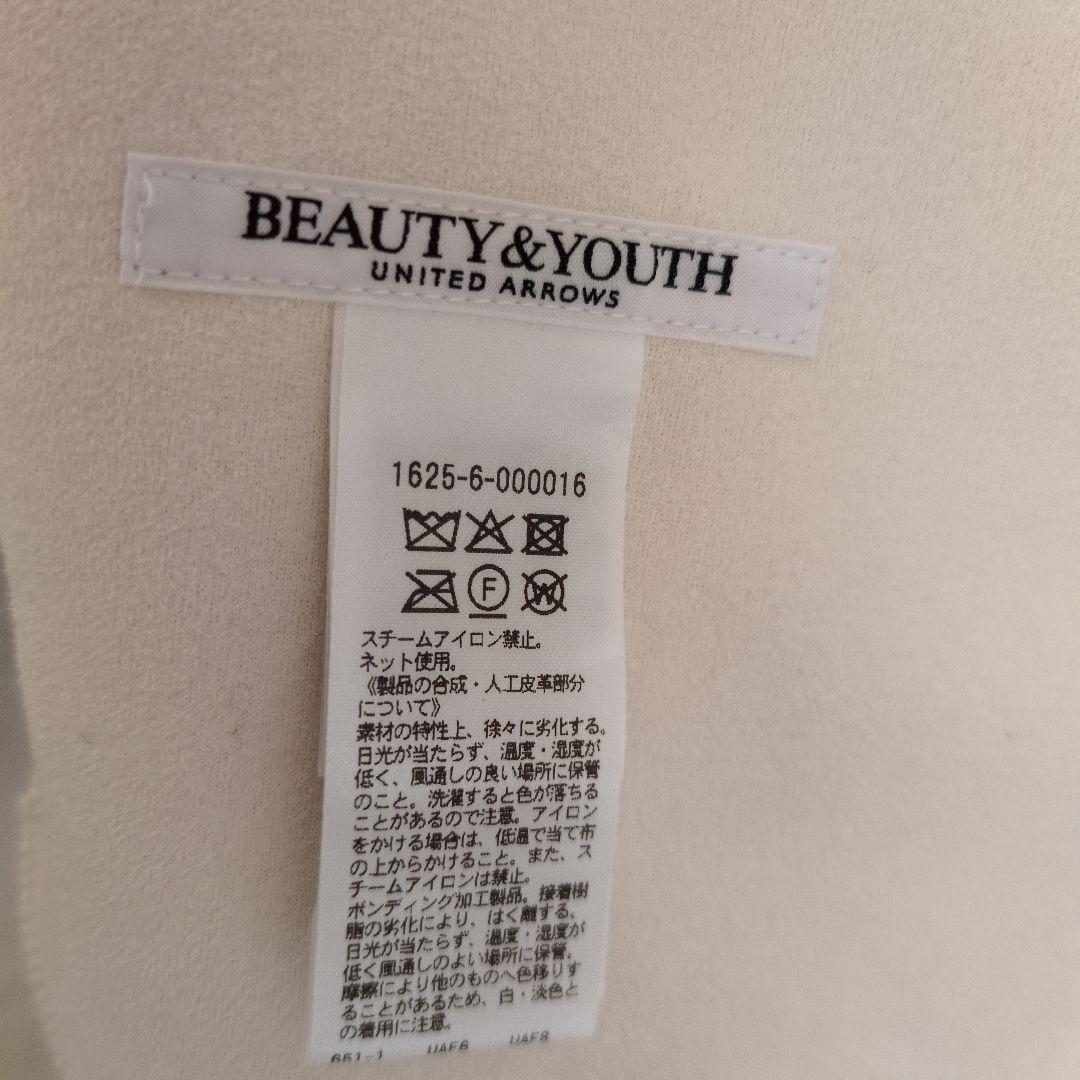 BEAUTY&YOUTH
UNITED ARROWS
1625-6-000016
F
W
スチームアイロン禁止。
ネット使用。
《製品の合成・人工皮革部分
について》
素材の特性上、徐々に劣化する。
日光が当たらず、温度・湿度が
低く、風通しの良い場所に保管
のこと。洗濯すると色が落ちる
ことがあるので注意。アイロン
をかける場合は、低温で当て布
の上からかけること。また、ス
チームアイロンは禁止。
ボンディング加工製品。接着樹
脂の劣化により、はく離する。
日光が当たらず、温度・湿度が
低く風通しのよい場所に保管。
摩擦により他のものへ色移りす
ることがあるため、白・淡色と
の着用に注意。
651-1 UAF6 UAF8